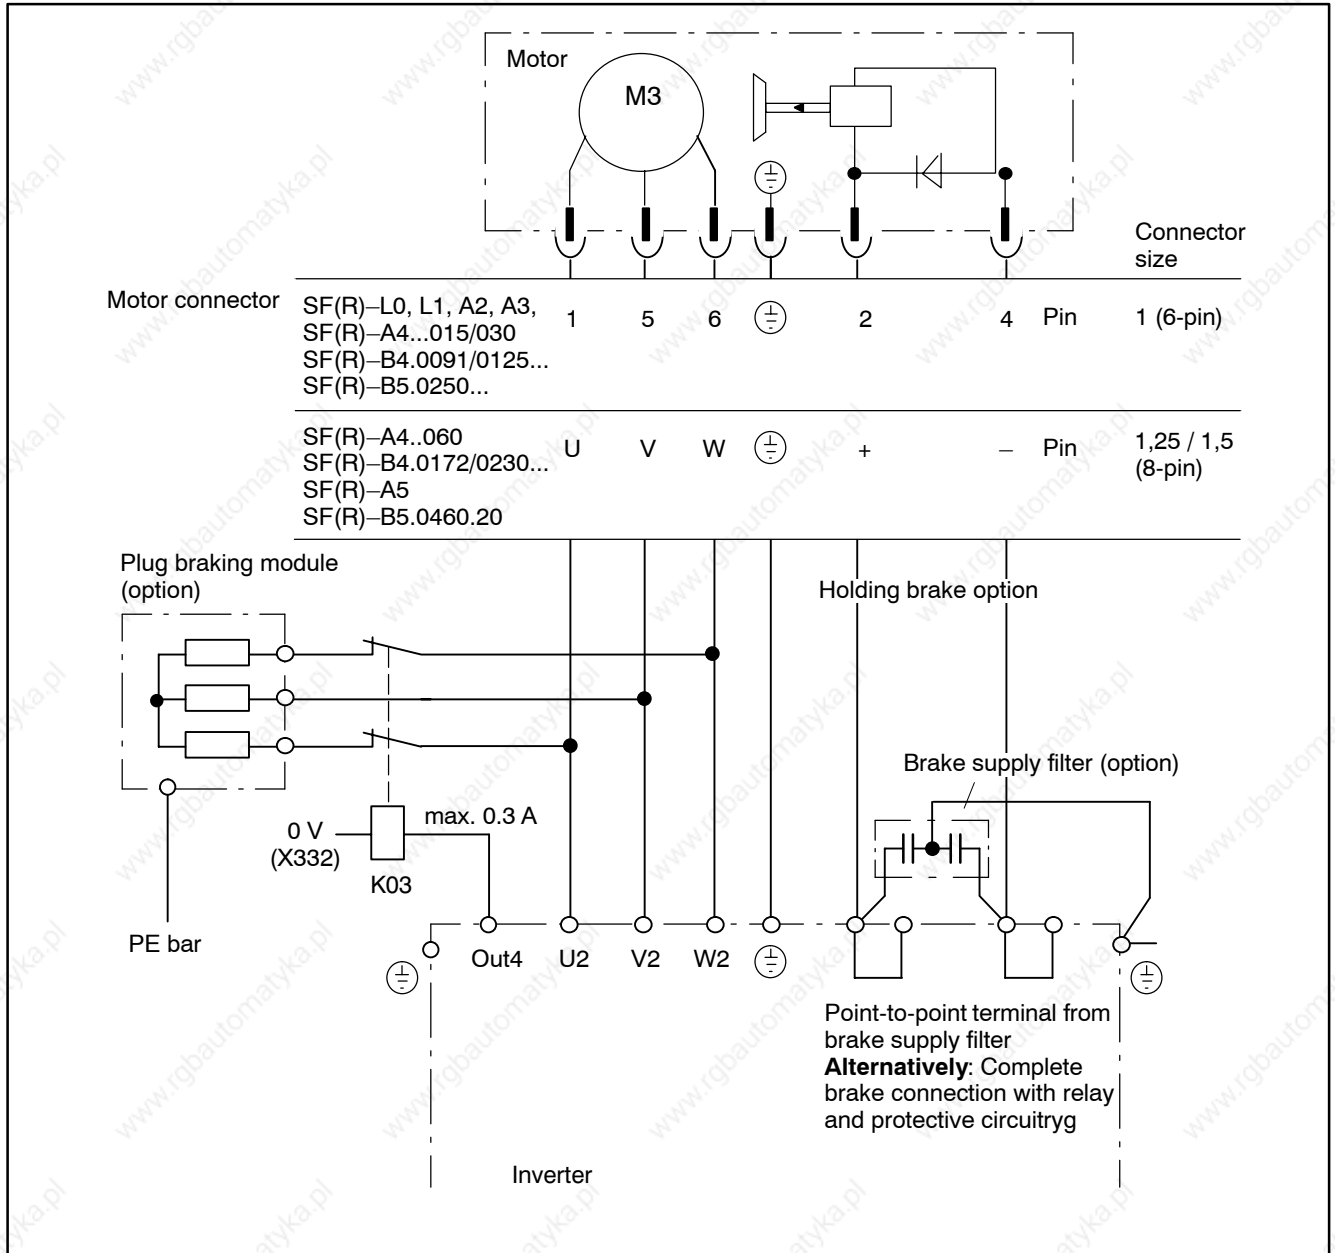 Motor
M3
Connector
size
Motor connector
SF(R)–L0, L1, A2, A3,
SF(R)–A4...015/030
SF(R)–B4.0091/0125...
SF(R)–B5.0250...
1 5 6 2 4 Pin 1 (6-pin)
SF(R)–A4..060
SF(R)–B4.0172/0230...
SF(R)–A5
SF(R)–B5.0460.20
U V W + – Pin 1,25 / 1,5
(8-pin)
Plug braking module
(option)
Holding brake option
Brake supply filter (option)
0 V
(X332)
max. 0.3 A
K03
PE bar
Out4 U2 V2 W2
Point-to-point terminal from
brake supply filter
Alternatively: Complete
brake connection with relay
and protective circuitryg
Inverter
www.rgbautomatyka.pl